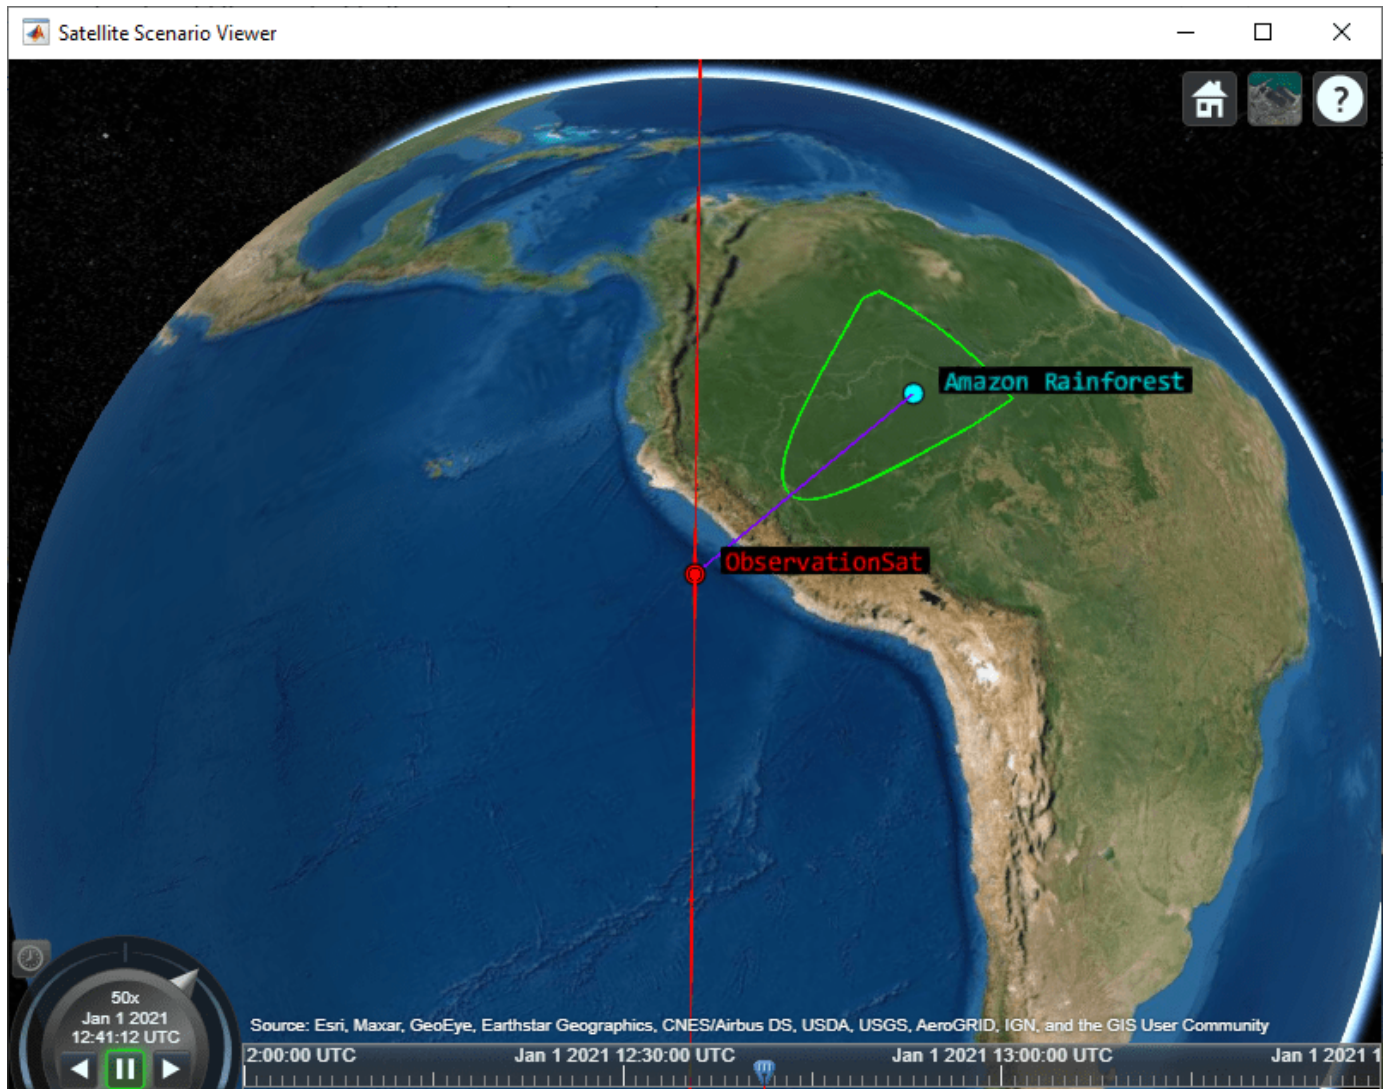 Satellite Scenario Viewer
?
Amazon Rainforest
ObservationSat
50x
Jan 1 2021
12:41:12 UTC
Source: Esri, Maxar, GeoEye, Earthstar Geographics, CNES/Airbus DS, USDA, USGS, AeroGRID, IGN, and the GIS User Community
2:00:00 UTC Jan 1 2021 12:30:00 UTC Jan 1 2021 13:00:00 UTC Jan 1 2021 1